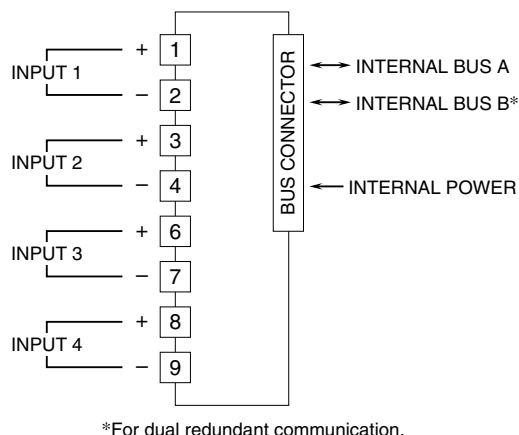 INPUT 1
+ 1
− 2
INPUT 2
+ 3
− 4
INPUT 3
+ 6
− 7
INPUT 4
+ 8
− 9
BUS CONNECTOR
INTERNAL BUS A
INTERNAL BUS B*
INTERNAL POWER
*For dual redundant communication.